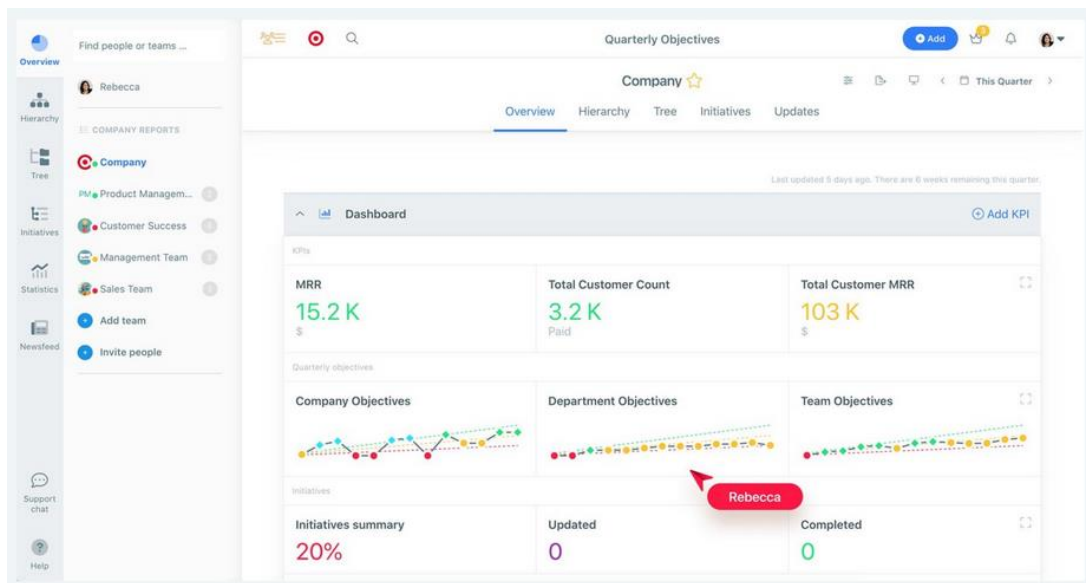 Overview
Hierarchy
Tree
Initiatives
Statistics
Newsfeed
Support
chat
Help
Find people or teams ...
Rebecca
COMPANY REPORTS
Company
PM Product Managem...
Customer Success
Management Team
Sales Team
Add team
Invite people
Quarterly Objectives
Add
Company
This Quarter
Overview Hierarchy Tree Initiatives Updates
Last updated 5 days ago. There are 6 weeks remaining this quarter.
Dashboard
Add KPI
KPIs
MRR
15.2 K
$
Total Customer Count
3.2 K
Paid
Total Customer MRR
103 K
$
Quarterly objectives
Company Objectives
Department Objectives
Team Objectives
Rebecca
Initiatives
Initiatives summary
20%
Updated
0
Completed
0